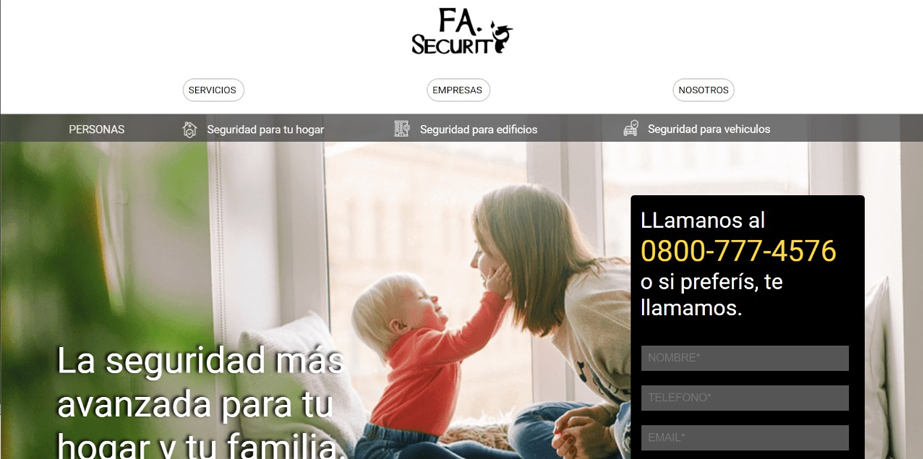 FA.
SECURITY
SERVICIOS
EMPRESAS
NOSOTROS
PERSONAS
Seguridad para tu hogar
Seguridad para edificios
Seguridad para vehiculos
LLamanos al
0800-777-4576
o si preferís, te
llamamos.
NOMBRE*
TELEFONO*
EMAIL*
La seguridad más
avanzada para tu
hogar y tu familia.